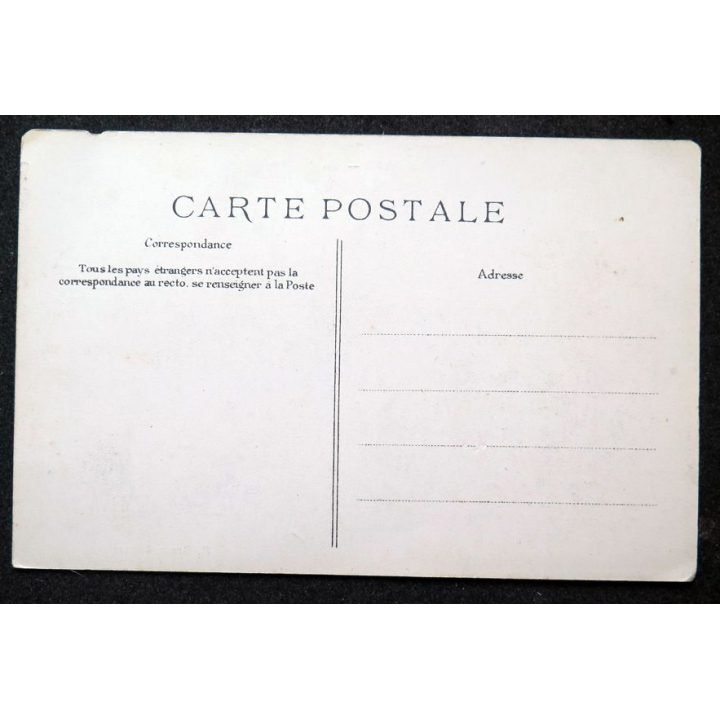 CARTE POSTALE
Correspondance
Tous les pays étrangers n'acceptent pas la
correspondance au recto. se renseigner à la Poste
Adresse